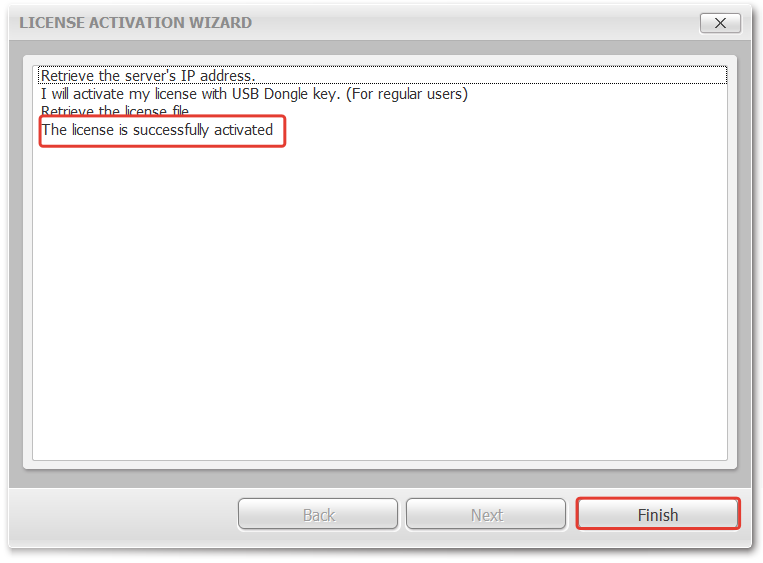 LICENSE ACTIVATION WIZARD
Retrieve the server's IP address.
I will activate my license with USB Dongle key. (For regular users)
Retrieve the license file
The license is successfully activated
Back
Next
Finish